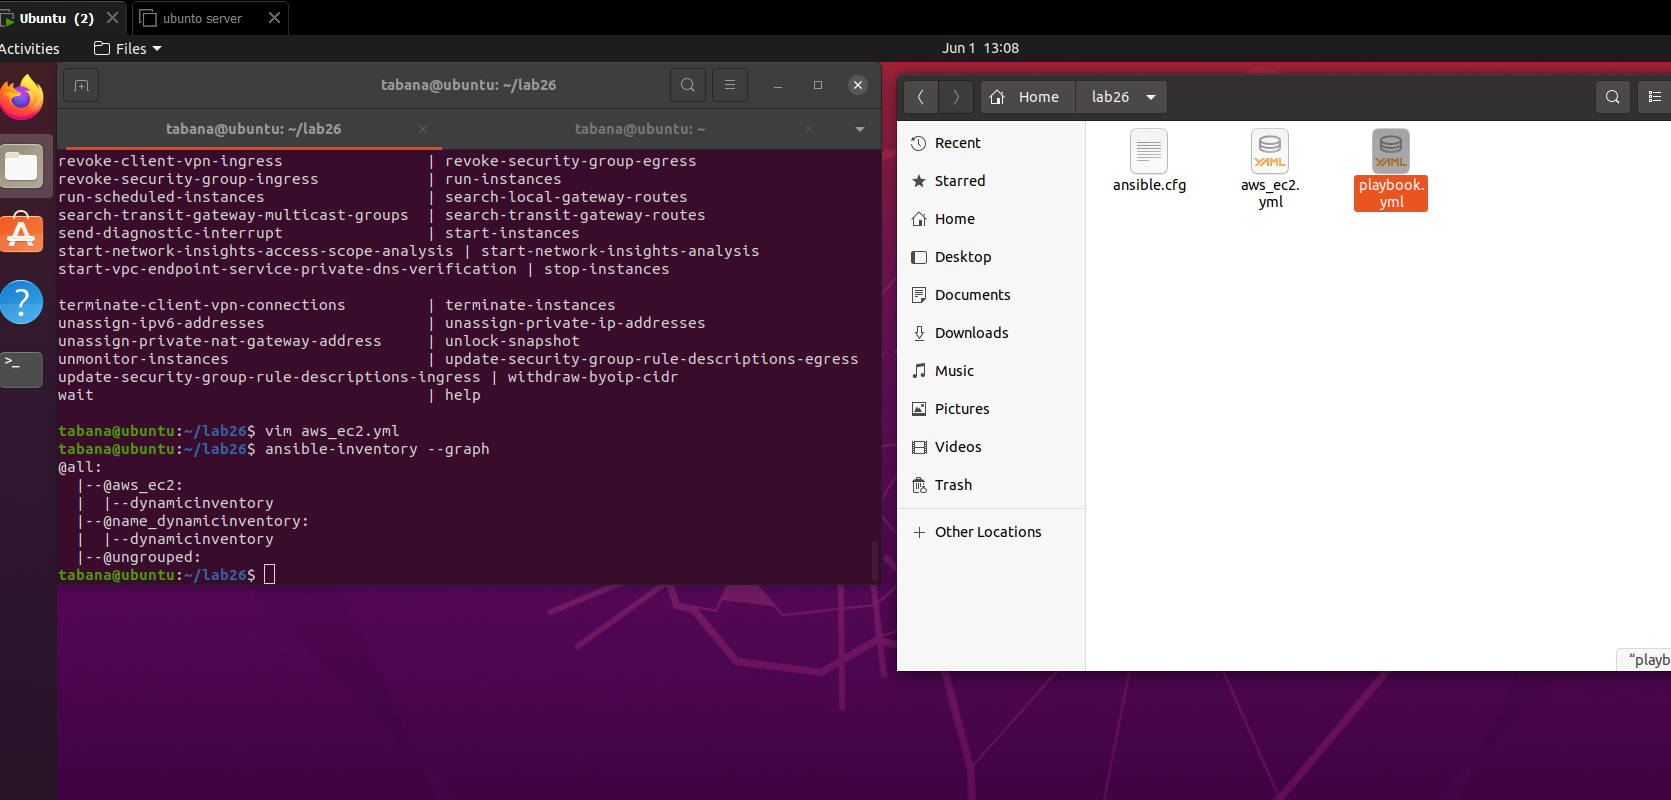 Ubuntu (2)
ubunto server
Activities
Files
Jun 1 13:08
tabana@ubuntu: ~/lab26
tabana@ubuntu: ~/lab26
tabana@ubuntu: ~
revoke-client-vpn-ingress | revoke-security-group-egress
revoke-security-group-ingress | run-instances
run-scheduled-instances | search-local-gateway-routes
search-transit-gateway-multicast-groups | search-transit-gateway-routes
send-diagnostic-interrupt | start-instances
start-network-insights-access-scope-analysis | start-network-insights-analysis
start-vpc-endpoint-service-private-dns-verification | stop-instances
terminate-client-vpn-connections | terminate-instances
unassign-ipv6-addresses | unassign-private-ip-addresses
unassign-private-nat-gateway-address | unlock-snapshot
unmonitor-instances | update-security-group-rule-descriptions-egress
update-security-group-rule-descriptions-ingress | withdraw-byoip-cidr
wait | help
tabana@ubuntu:~/lab26$ vim aws_ec2.yml
tabana@ubuntu:~/lab26$ ansible-inventory --graph
@all:
|--@aws_ec2:
| |--dynamicinventory
|--@name_dynamicinventory:
| |--dynamicinventory
|--@ungrouped:
tabana@ubuntu:~/lab26$
Home
lab26
Recent
Starred
Home
Desktop
Documents
Downloads
Music
Pictures
Videos
Trash
+ Other Locations
ansible.cfg
YAML
aws_ec2.
yml
YAML
playbook.
yml
“playb